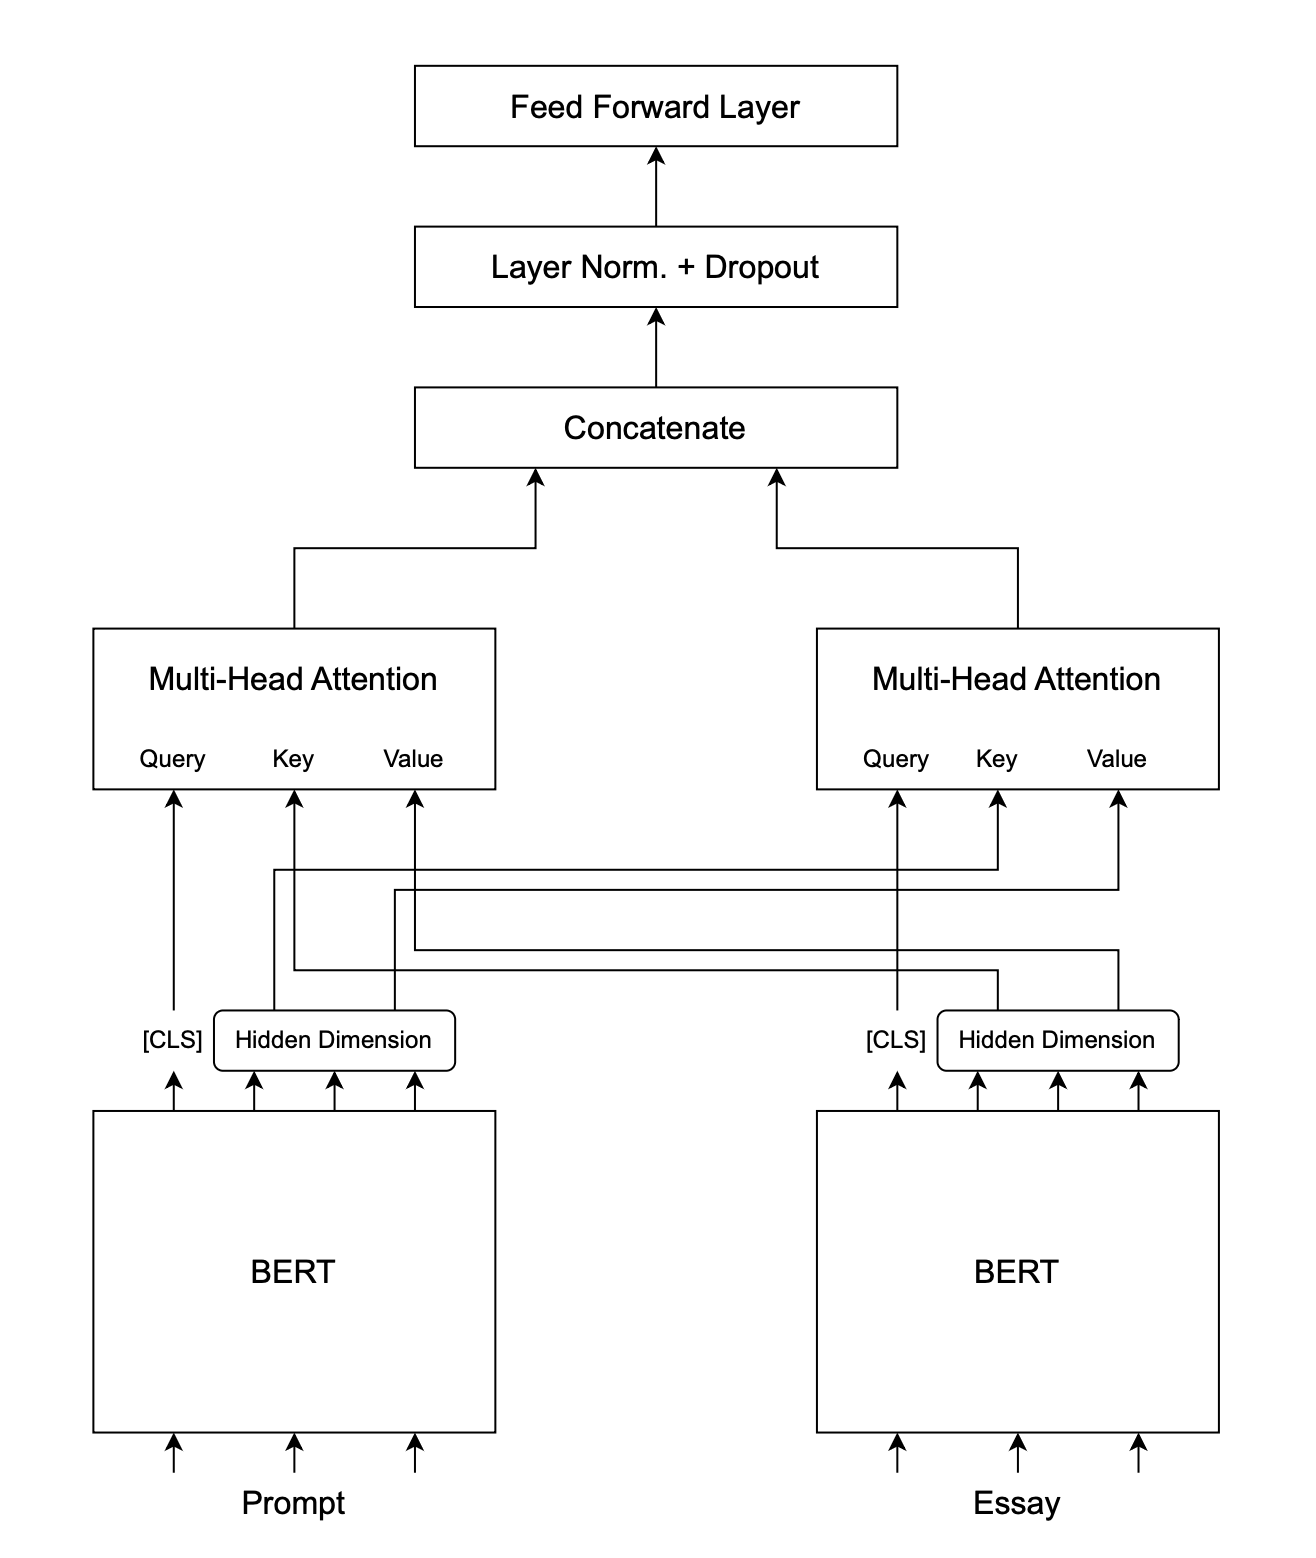 Feed Forward Layer
Layer Norm. + Dropout
Concatenate
Multi-Head Attention
Query Key Value
Multi-Head Attention
Query Key Value
[CLS] Hidden Dimension
[CLS] Hidden Dimension
BERT
BERT
Prompt
Essay